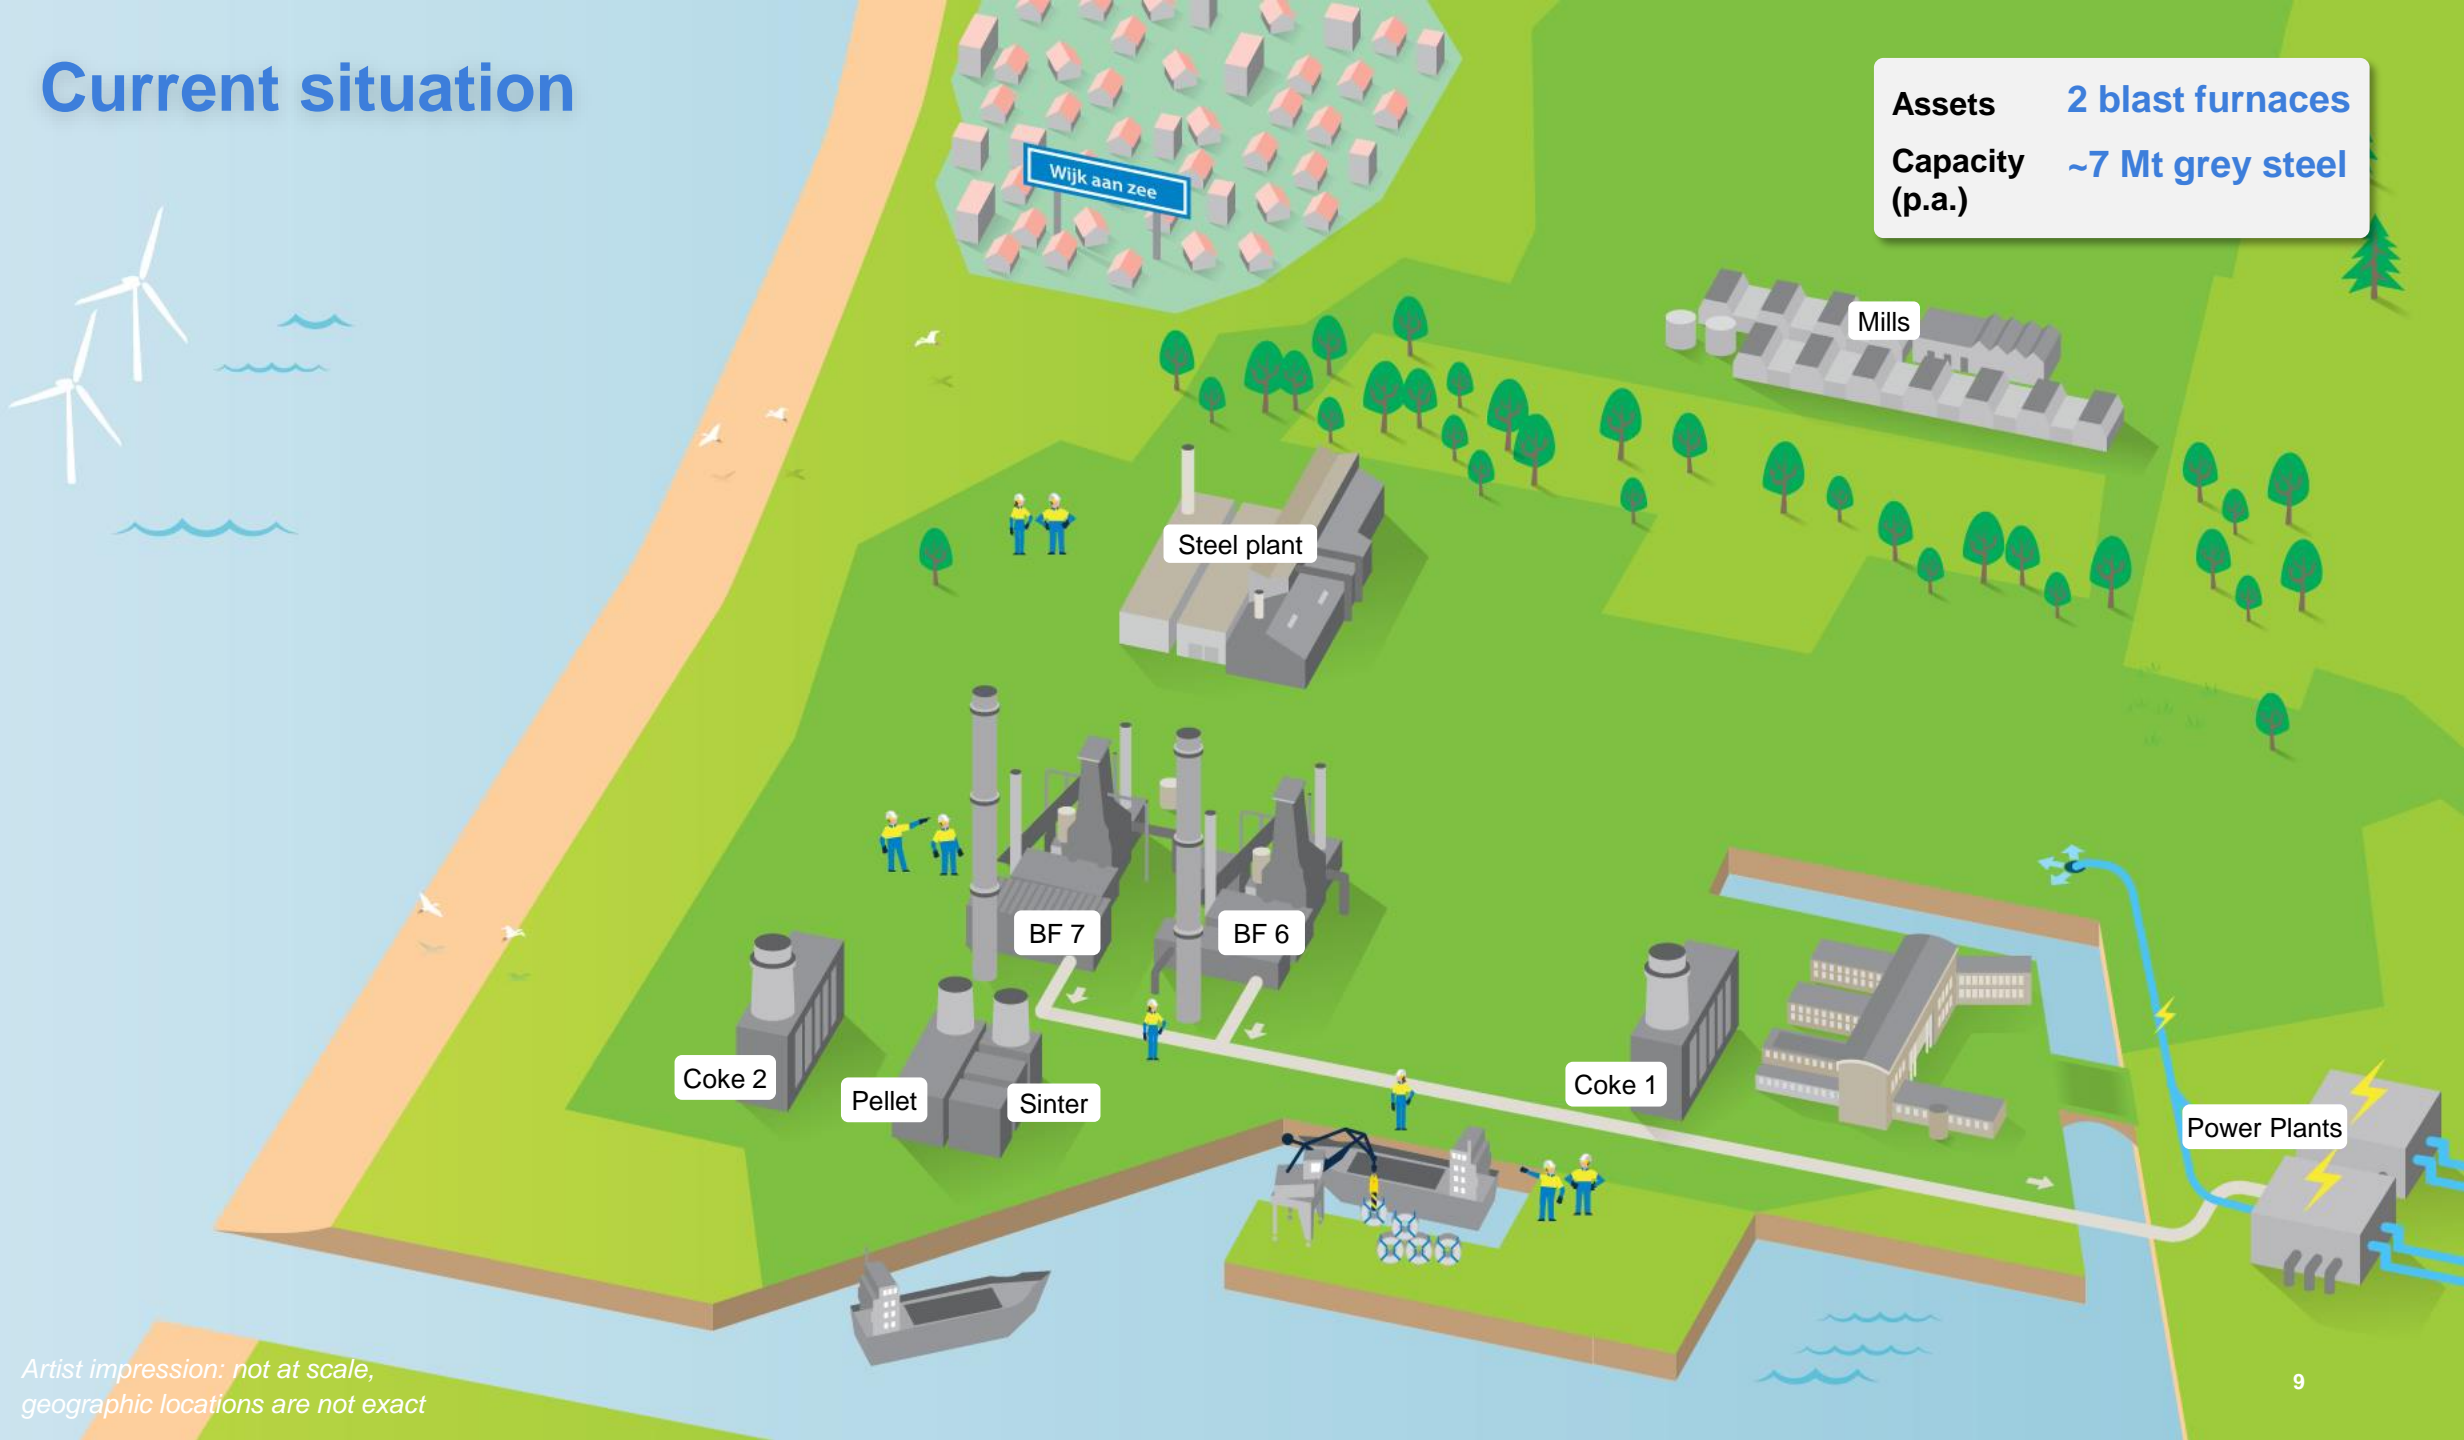 Current situation
Assets 2 blast furnaces
Capacity ~7 Mt grey steel
(p.a.)
Wijk aan zee
Mills
Steel plant
BF 7
BF 6
Coke 2
Pellet
Sinter
Coke 1
Power Plants
Artist impression: not at scale,
geographic locations are not exact
9